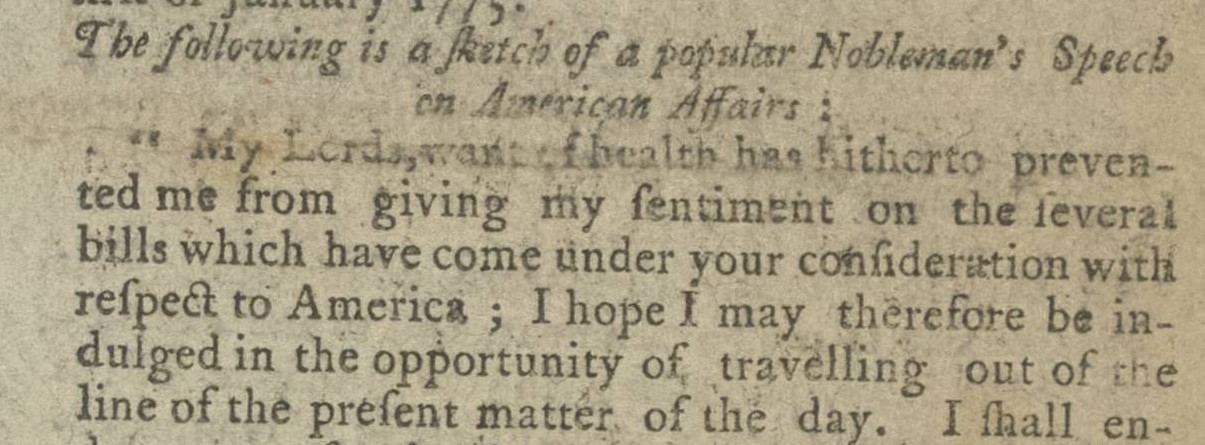 of January 1775.
The following is a ſketch of a popular Nobleman's Speech
on American Affairs :
" My Lords, want of health has hitherto preven-
ted me from giving my ſentiment on the ſeveral
bills which have come under your conſideration with
reſpect to America ; I hope I may therefore be in-
dulged in the opportunity of travelling out of the
line of the preſent matter of the day. I ſhall en-